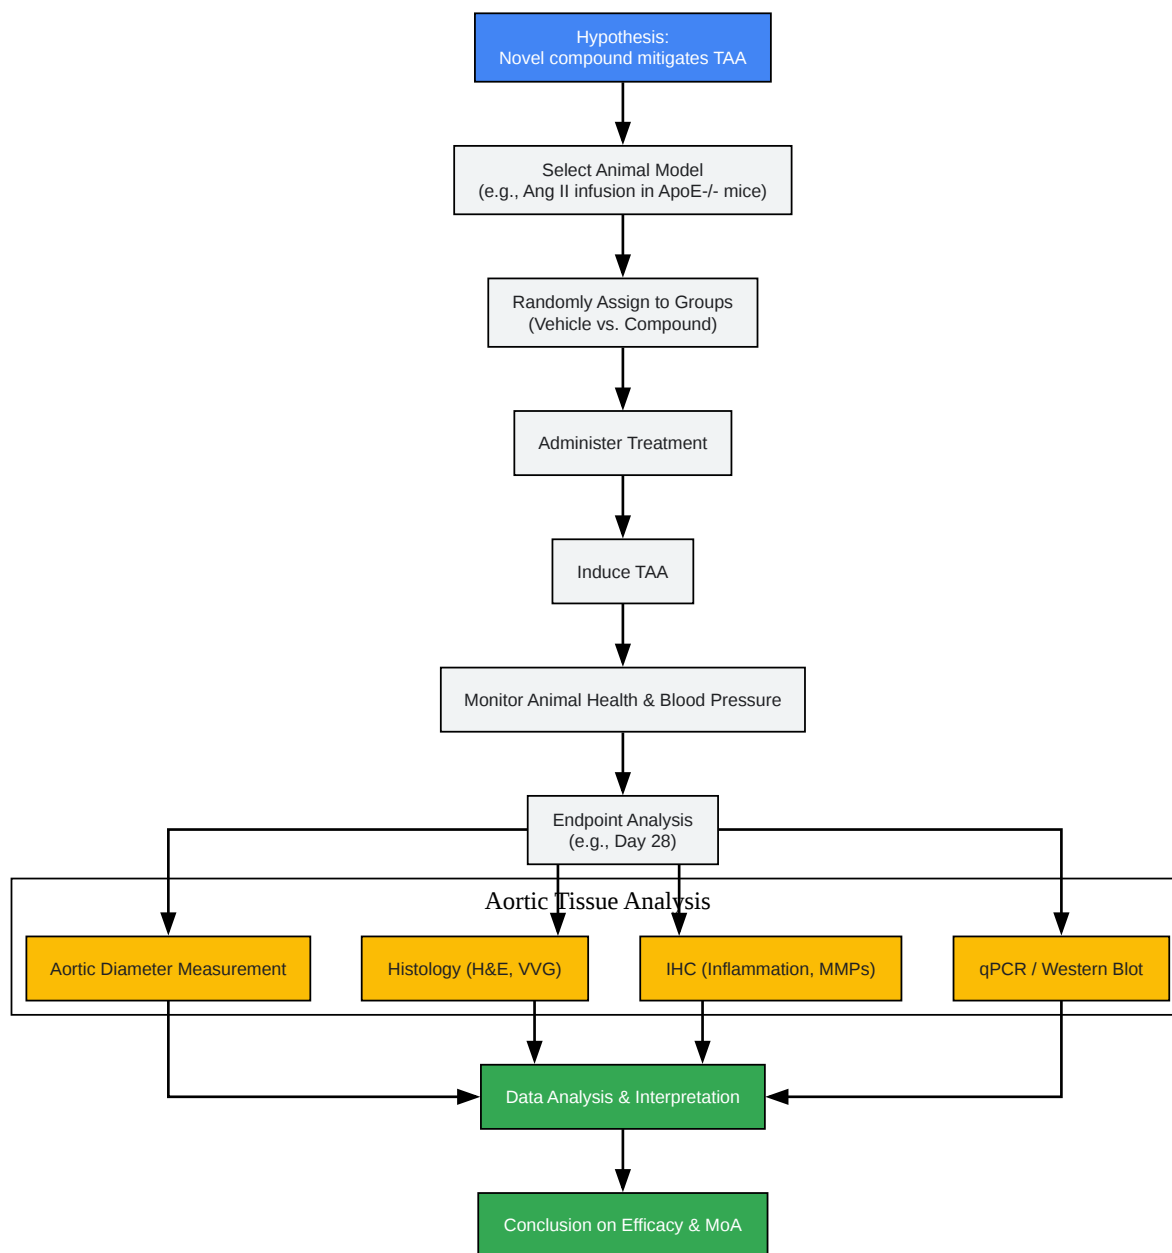 Hypothesis:
Novel compound mitigates TAA
Select Animal Model
(e.g., Ang II infusion in ApoE-/- mice)
Randomly Assign to Groups
(Vehicle vs. Compound)
Administer Treatment
Induce TAA
Monitor Animal Health & Blood Pressure
Endpoint Analysis
(e.g., Day 28)
Aortic Tissue Analysis
Aortic Diameter Measurement
Histology (H&E, VVG)
IHC (Inflammation, MMPs)
qPCR / Western Blot
Data Analysis & Interpretation
Conclusion on Efficacy & MoA